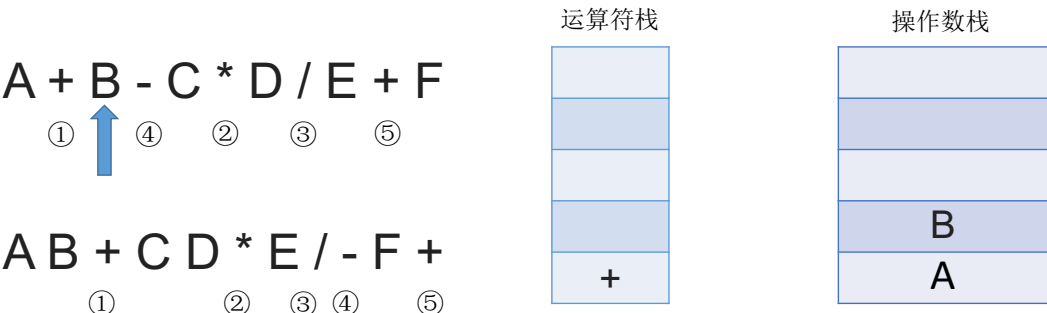 运算符栈
操作数栈
A + B - C * D / E + F
① ④ ② ③ ⑤
A B + C D * E / - F +
① ② ③ ④ ⑤
B
+
A